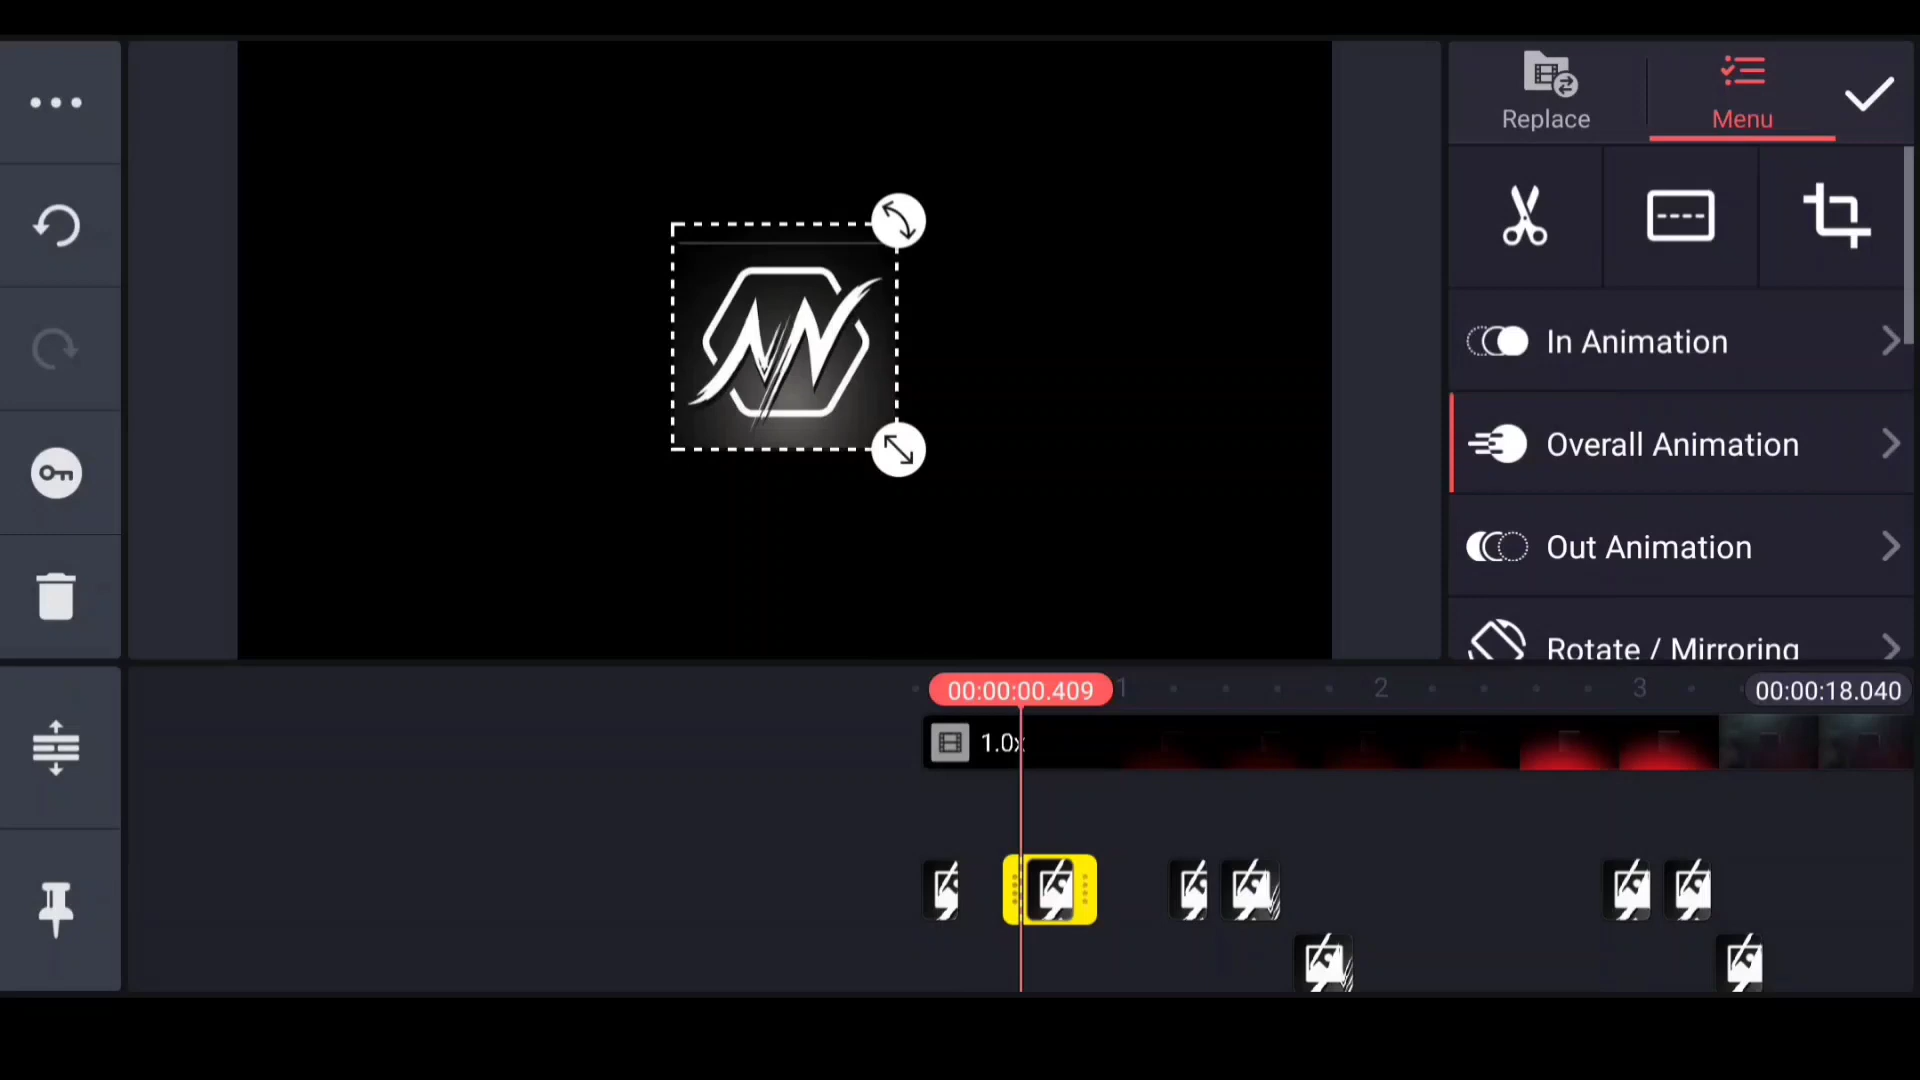 Replace
Menu
In Animation
Overall Animation
Out Animation
Rotate / Mirroring
00:00:00.409
1
2
3
00:00:18.040
1.0x